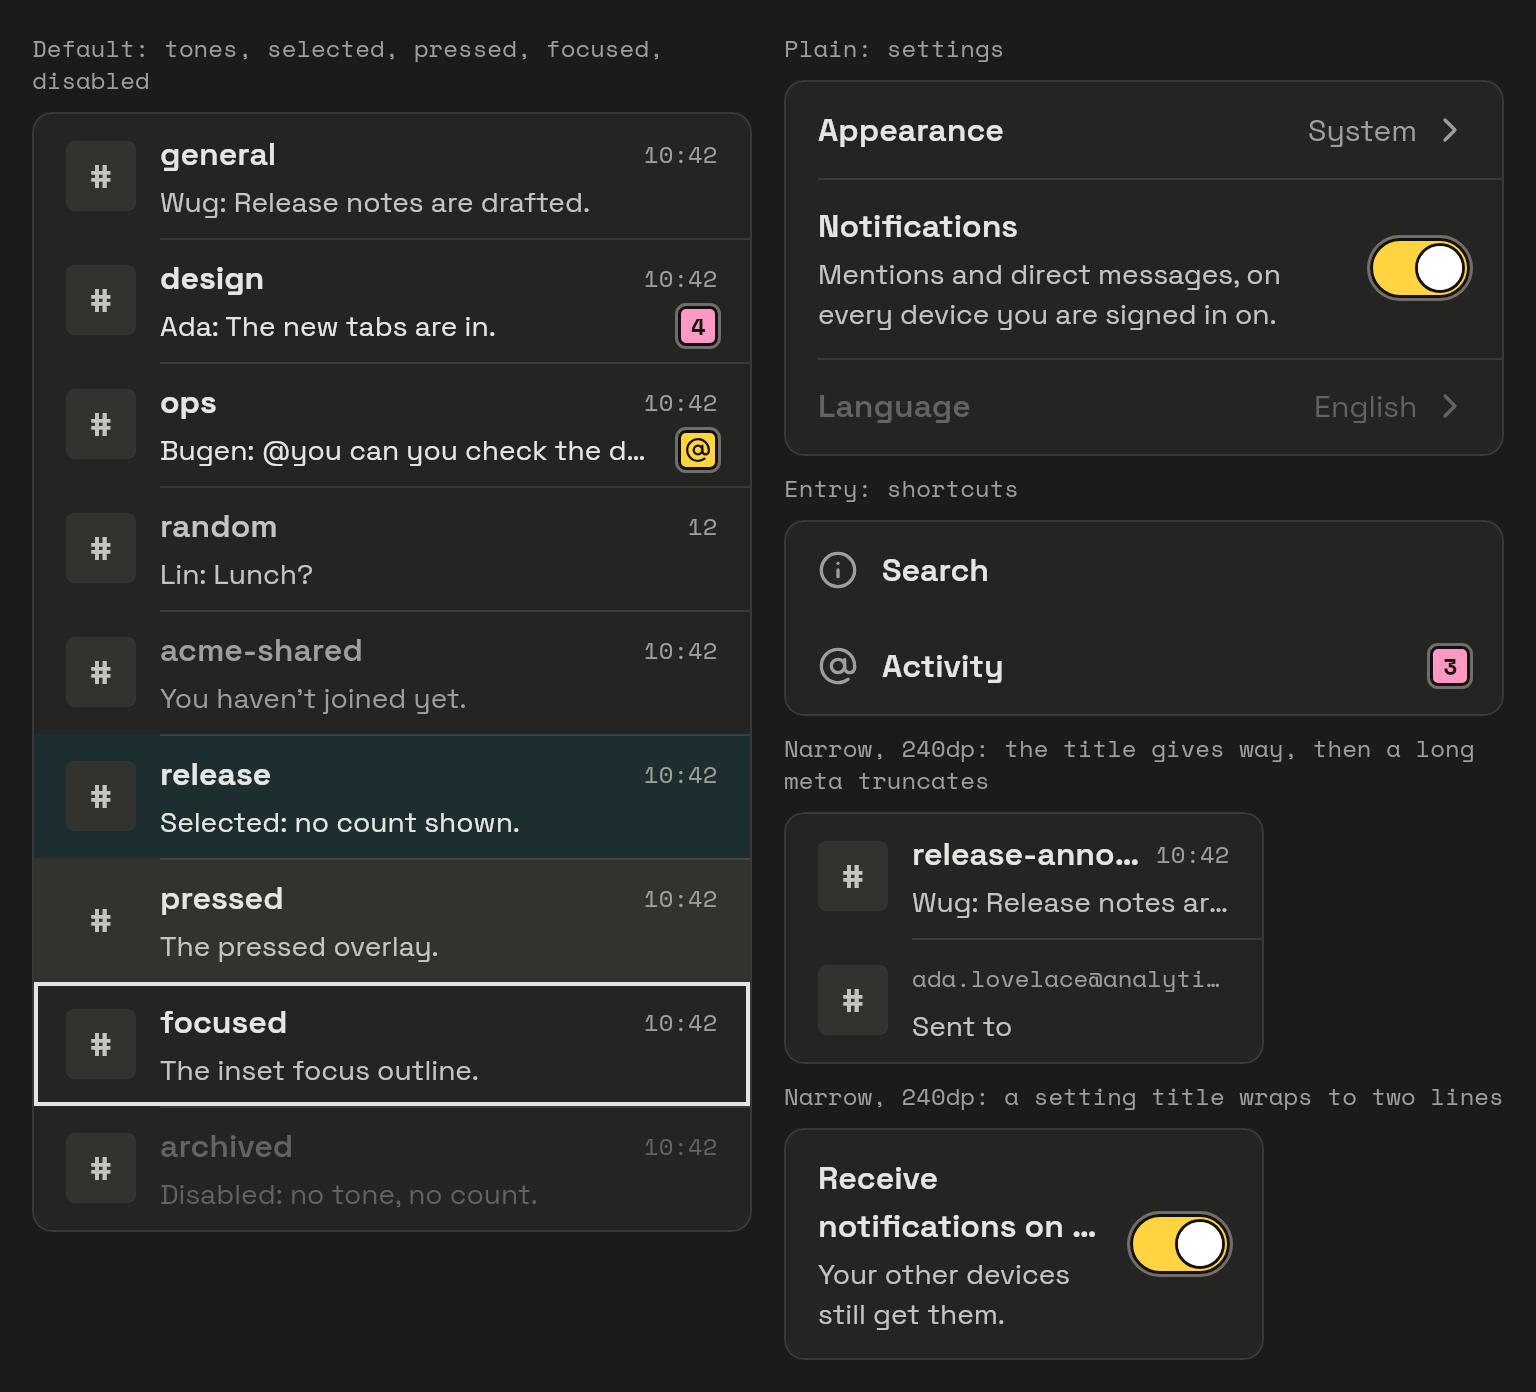 Default: tones, selected, pressed, focused,
disabled
# general 10:42
Wug: Release notes are drafted.
# design 10:42
Ada: The new tabs are in. 4
# ops 10:42
Bugen: @you can you check the d… @
# random 12
Lin: Lunch?
# acme-shared 10:42
You haven’t joined yet.
# release 10:42
Selected: no count shown.
# pressed 10:42
The pressed overlay.
# focused 10:42
The inset focus outline.
# archived 10:42
Disabled: no tone, no count.
Plain: settings
Appearance System
Notifications
Mentions and direct messages, on
every device you are signed in on.
Language English
Entry: shortcuts
Search
Activity 3
Narrow, 240dp: the title gives way, then a long
meta truncates
# release-anno… 10:42
Wug: Release notes ar…
# ada.lovelace@analyti…
Sent to
Narrow, 240dp: a setting title wraps to two lines
Receive
notifications on …
Your other devices
still get them.